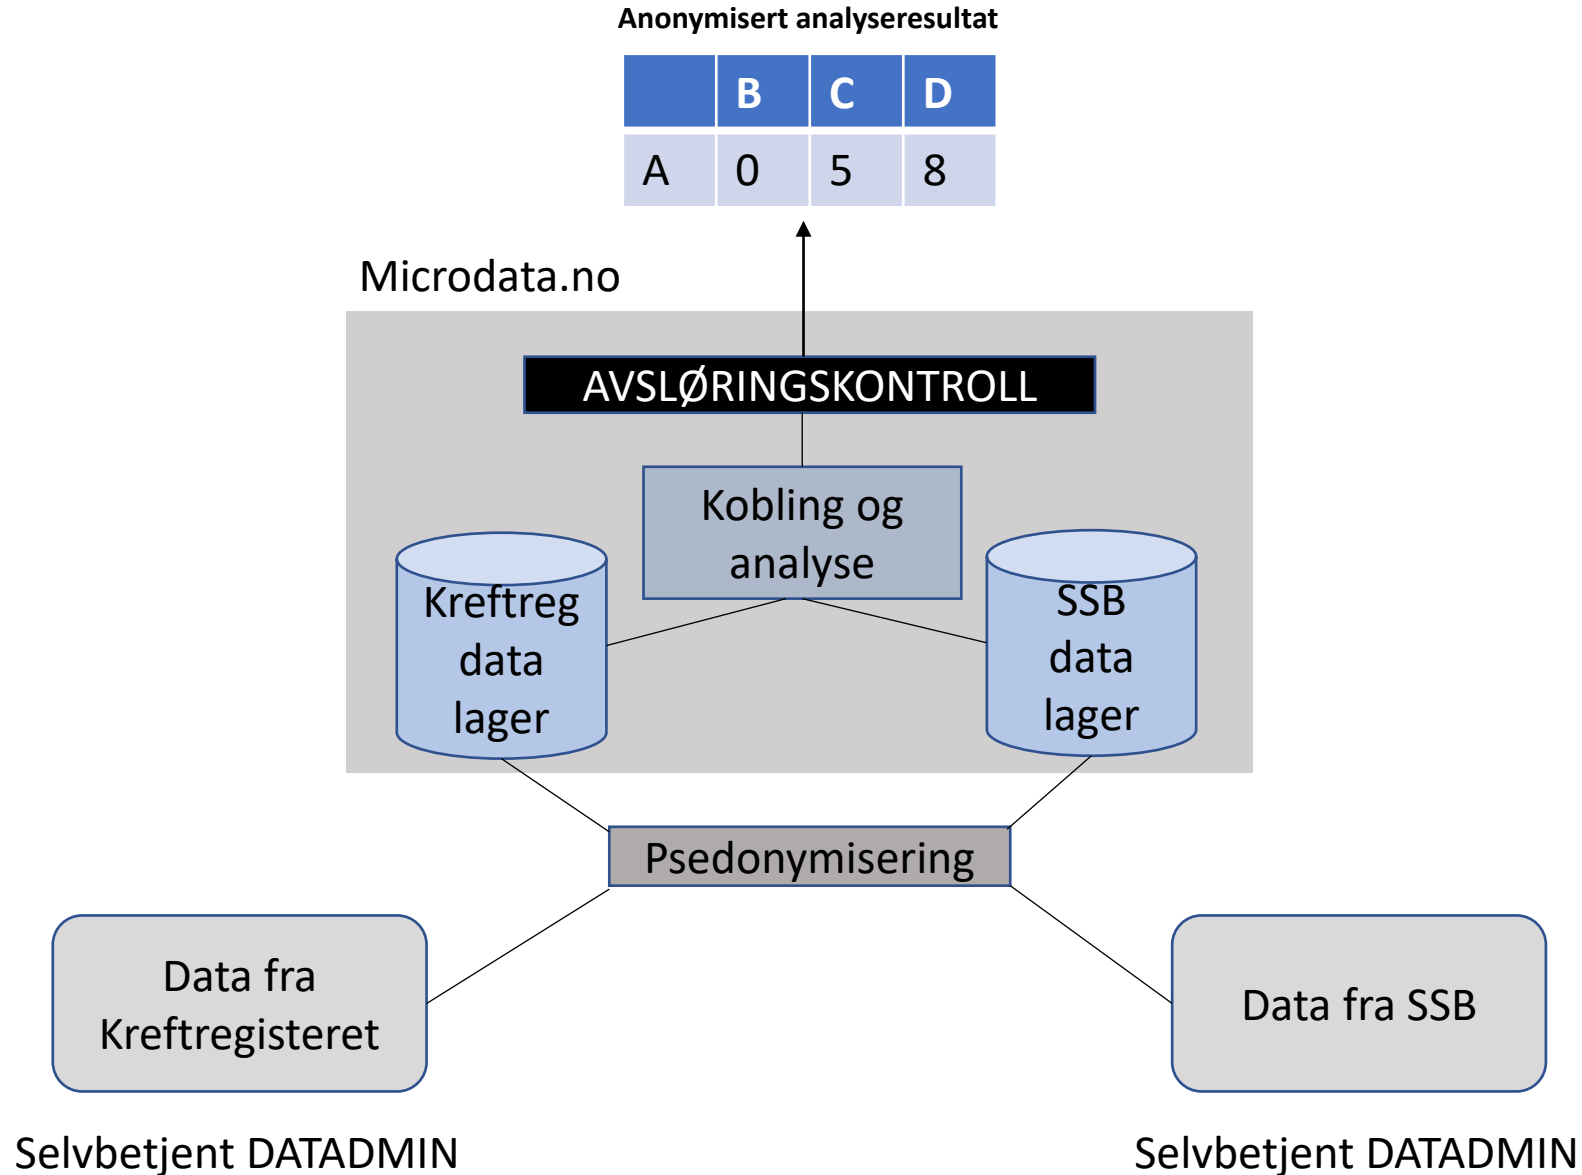 Anonymisert analyseresultat
B C D
A 0 5 8
Microdata.no
AVSLØRINGSKONTROLL
Kobling og
analyse
Kreftreg
data
lager
SSB
data
lager
Psedonymisering
Data fra
Kreftregisteret
Data fra SSB
Selvbetjent DATADMIN
Selvbetjent DATADMIN